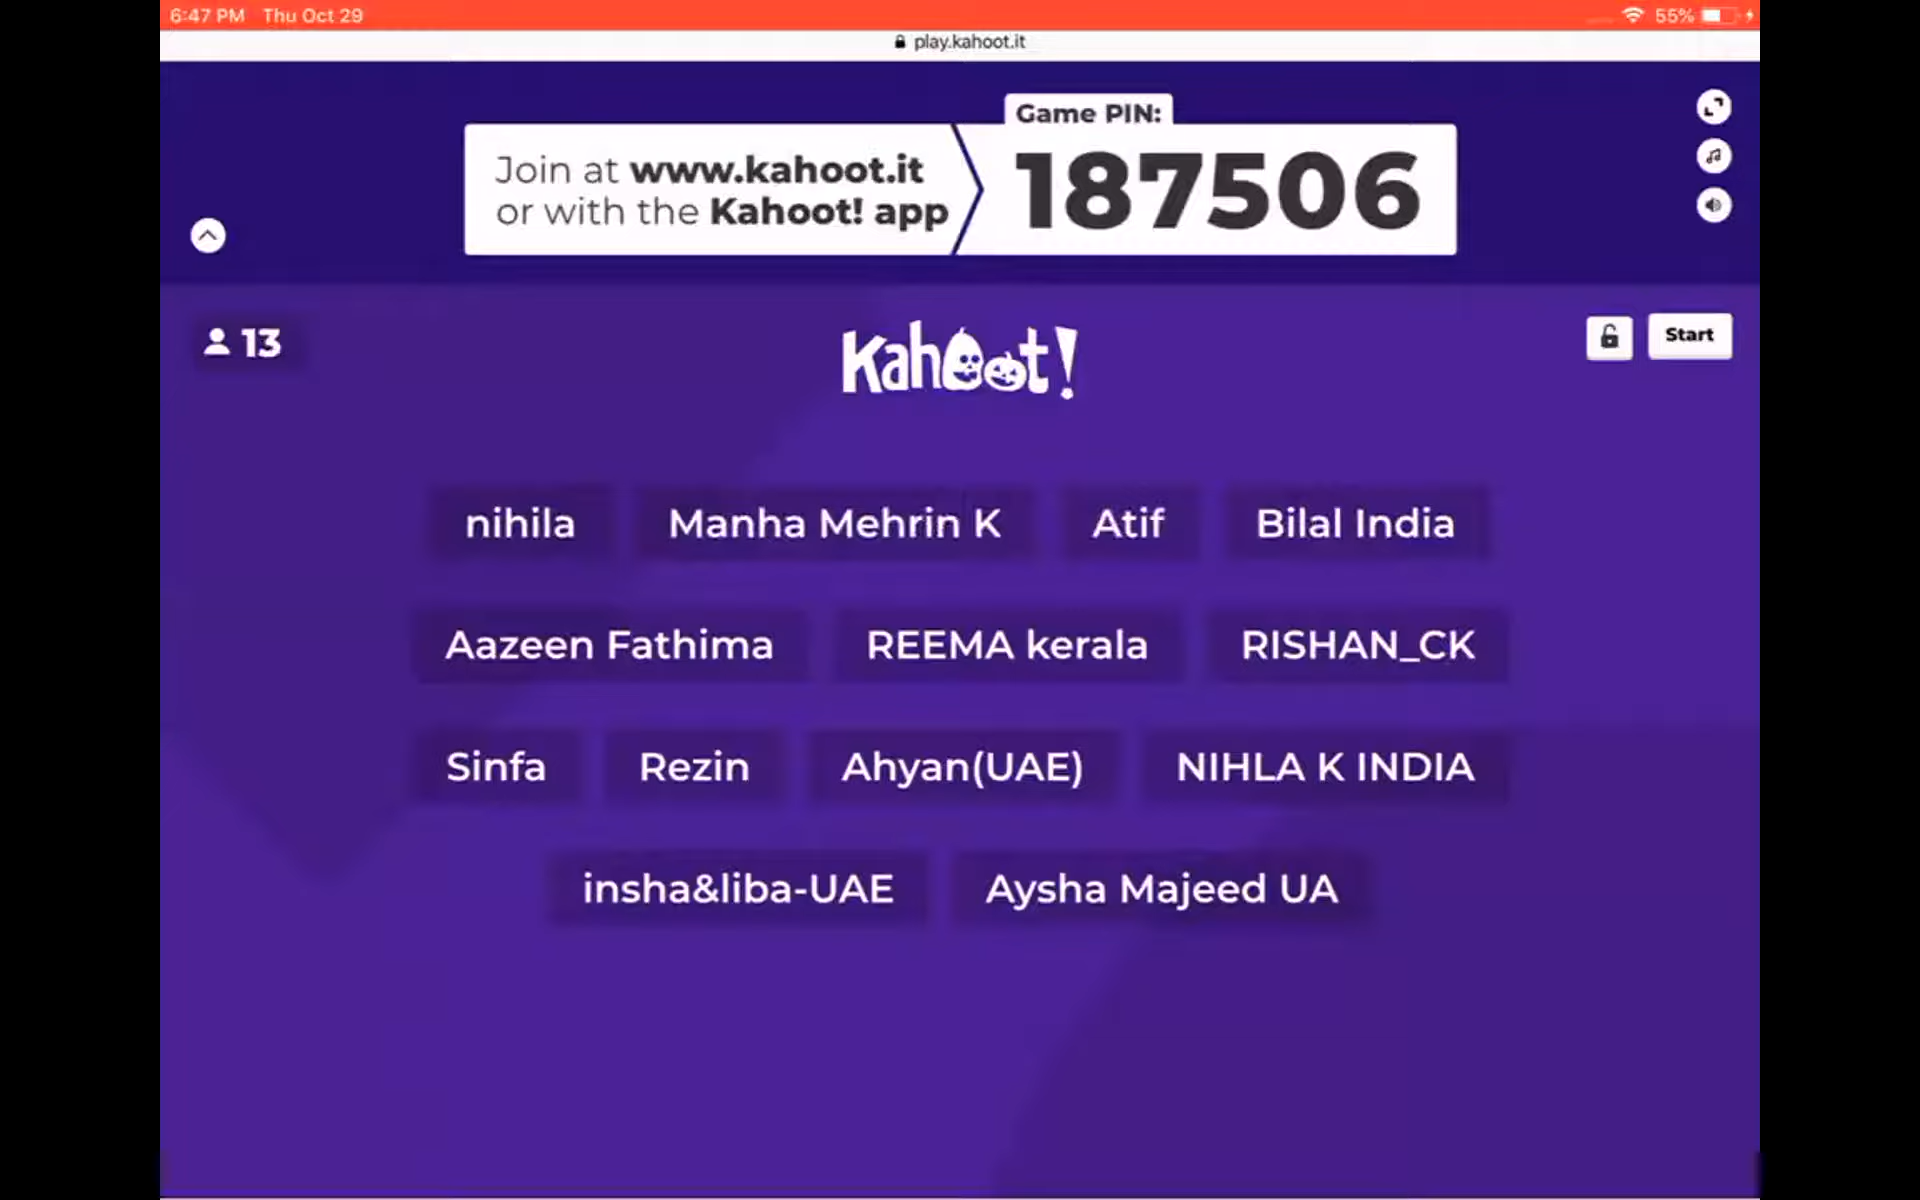 6:47 PM Thu Oct 29 55%
play.kahoot.it
Game PIN:
Join at www.kahoot.it
or with the Kahoot! app
187506
13
Kahoot!
Start
nihila Manha Mehrin K Atif Bilal India
Aazeen Fathima REEMA kerala RISHAN_CK
Sinfa Rezin Ahyan(UAE) NIHLA K INDIA
insha&liba-UAE Aysha Majeed UA